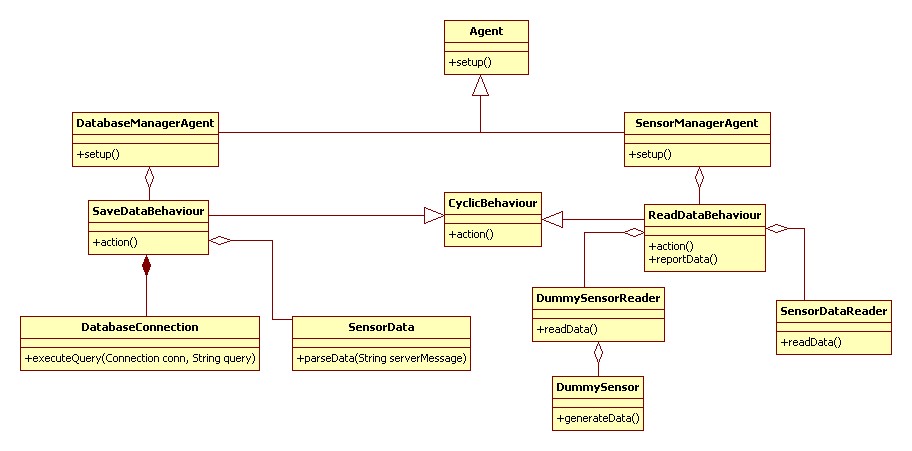 Agent
+setup()
DatabaseManagerAgent
+setup()
SensorManagerAgent
+setup()
SaveDataBehaviour
+action()
CyclicBehaviour
+action()
ReadDataBehaviour
+action()
+reportData()
DummySensorReader
+readData()
SensorDataReader
+readData()
DatabaseConnection
+executeQuery(Connection conn, String query)
SensorData
+parseData(String serverMessage)
DummySensor
+generateData()